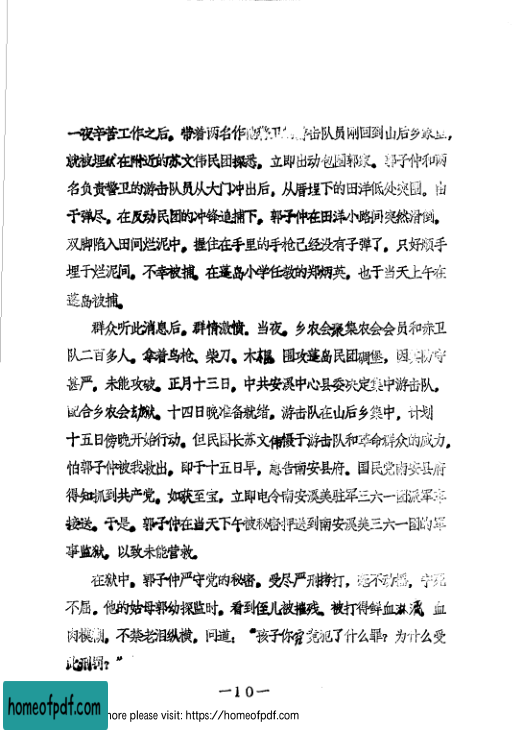 一夜辛苦工作之后。带着两名作 击队员刚回到山后乡
就被埋伏在附近的苏文伟民团探悉。立即出动包围郭家。郭子仲和两
名负责警卫的游击队员从大门冲出后，从厝埕下的田洋低处突围。由
于弹尽。在反动民团的冲锋追捕下。郭子仲在田洋小路间突然滑倒。
双脚陷入田间烂泥中。握住在手里的手枪己经没有子弹了，只好顺手
埋于烂泥间。不幸被捕。在蓬岛小学任教的郑炳英。也于当天上午在
蓬岛被捕。
群众听此消息后。群情激愤。当夜。乡农会聚集农会会员和赤卫
队二百多人。拿着鸟枪、柴刀、木棍。围攻蓬岛民团碉堡，因
甚严，未能攻破。正月十三日，中共安溪中心县委决定集中游击队。
配合乡农会劫狱。十四日晚准备就绪，游击队在山后乡集中，计划
十五日傍晚开始行动。但民团长苏文伟慑于游击队和革命群众的威力。
怕郭子仲被我救出，即于十五日早，急告南安县府。国民党南安县府
得知抓到共产党。如获至宝。立即电令南安溪美驻军三六一团派军车
接送。于是。郭子仲在当天下午被秘密押送到南安溪美三六一团的军
事监狱。以致未能营救。
在狱中。郭子仲严守党的秘密。受尽严刑拷打，
不屈。他的姑母郭幼探监时。看到侄儿被摧残。被打得鲜血淋漓 血
肉模糊。不禁老泪纵横。问道： “孩子你究竟犯了什么罪？为什么受
此刑罚？”
—10—
homeofpdf.com
more please visit: https://homeofpdf.com